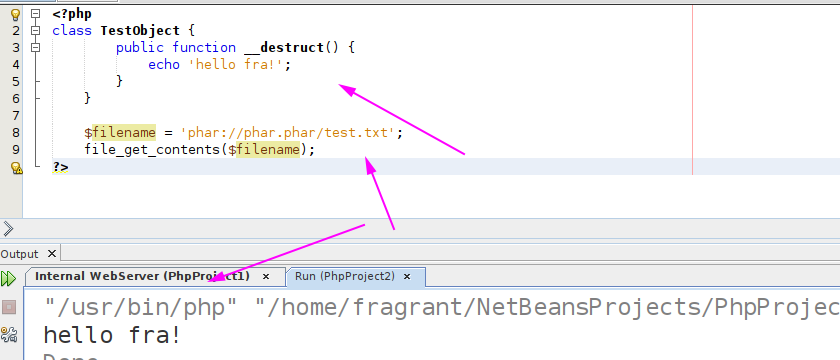 1 <?php
2 class TestObject {
3 public function __destruct() {
4 echo 'hello fra!';
5 }
6 }
7
8 $filename = 'phar://phar.phar/test.txt';
9 file_get_contents($filename);
?>
Output ×
Internal WebServer (PhpProject1) × Run (PhpProject2) ×
"/usr/bin/php" "/home/fragrant/NetBeansProjects/PhpProjec
hello fra!
Done